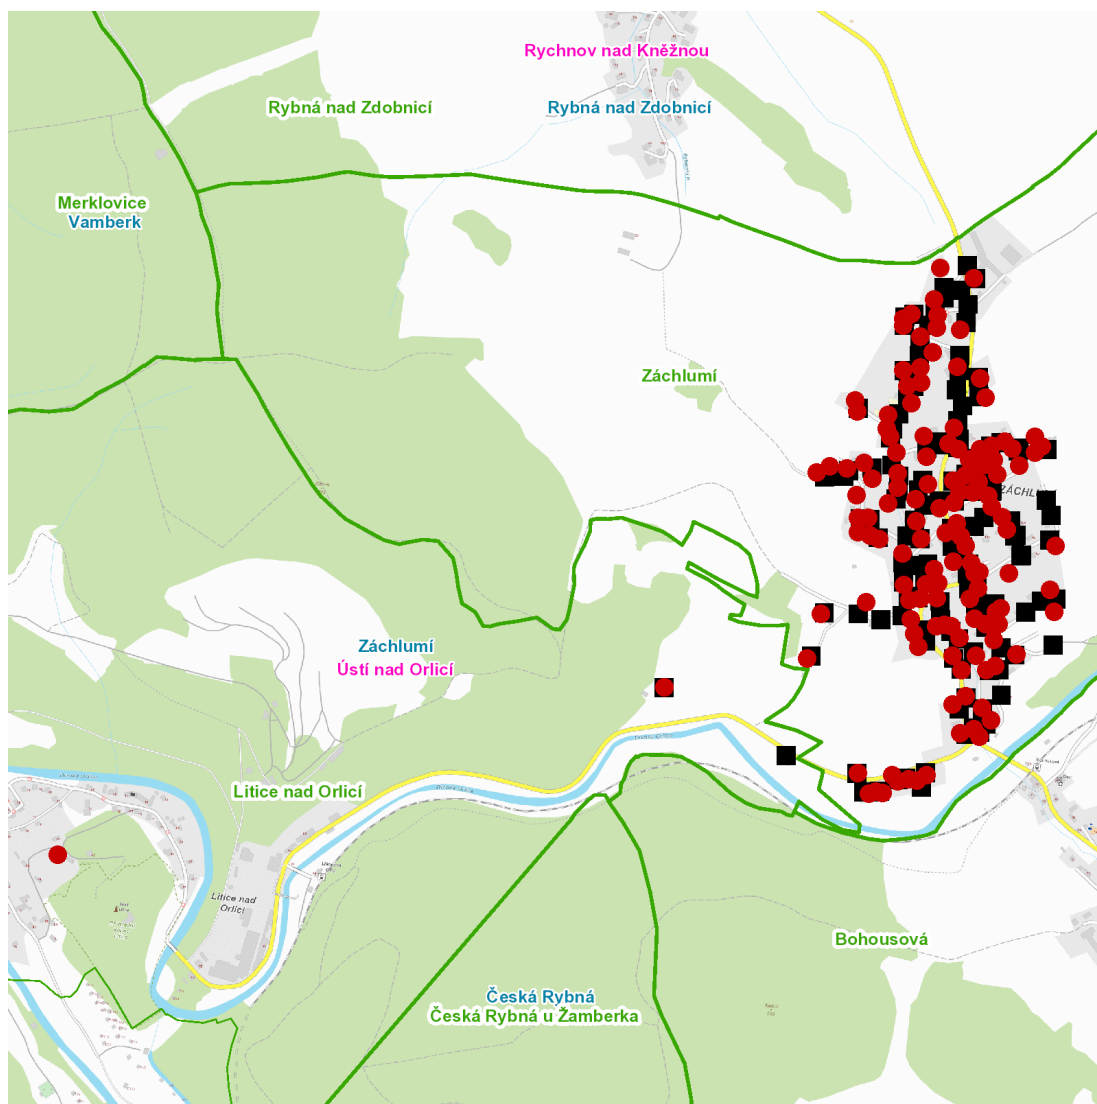 Rychnov nad Kněžnou
Rybná nad Zdobnicí
Rybná nad Zdobnicí
Merklovice
Vamberk
Záchlumí
ZÁCHLUM
Záchlumí
Ústí nad Orlicí
Litice nad Orlicí
Litice nad
Orlicí
Bohousová
Česká Rybná
Česká Rybná u Žamberka